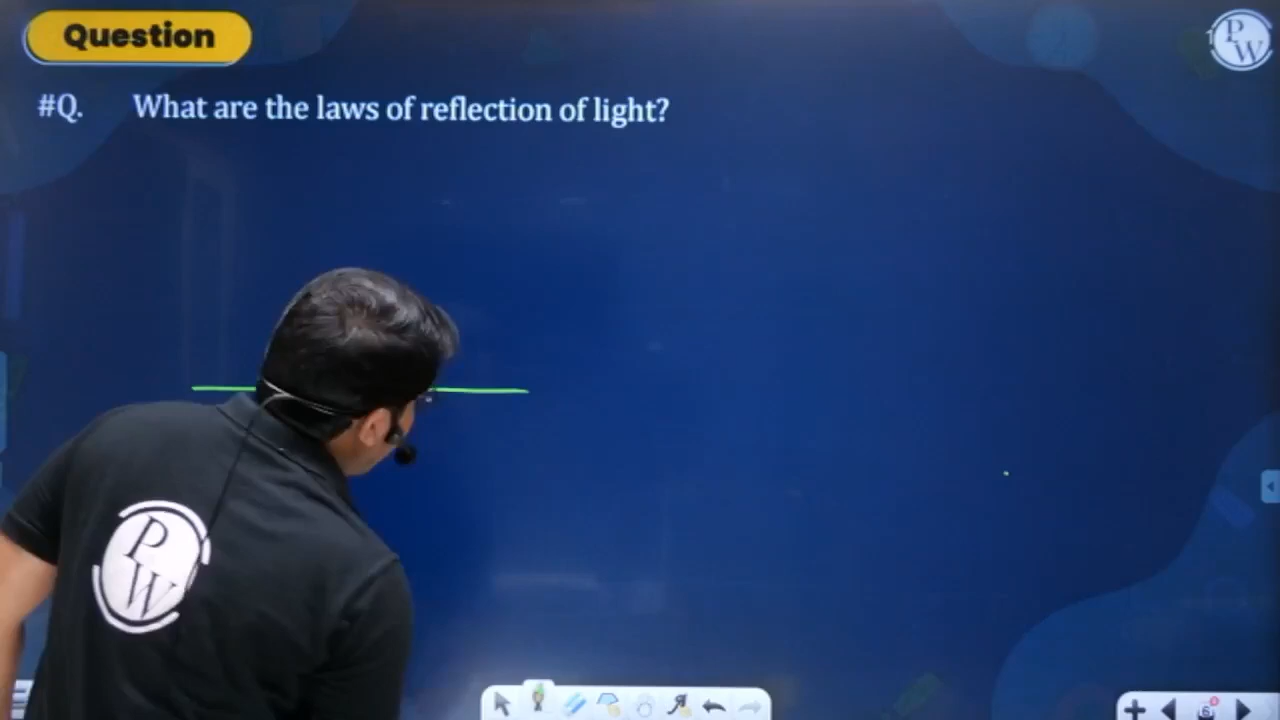 Question
#Q. What are the laws of reflection of light?
PW
PW